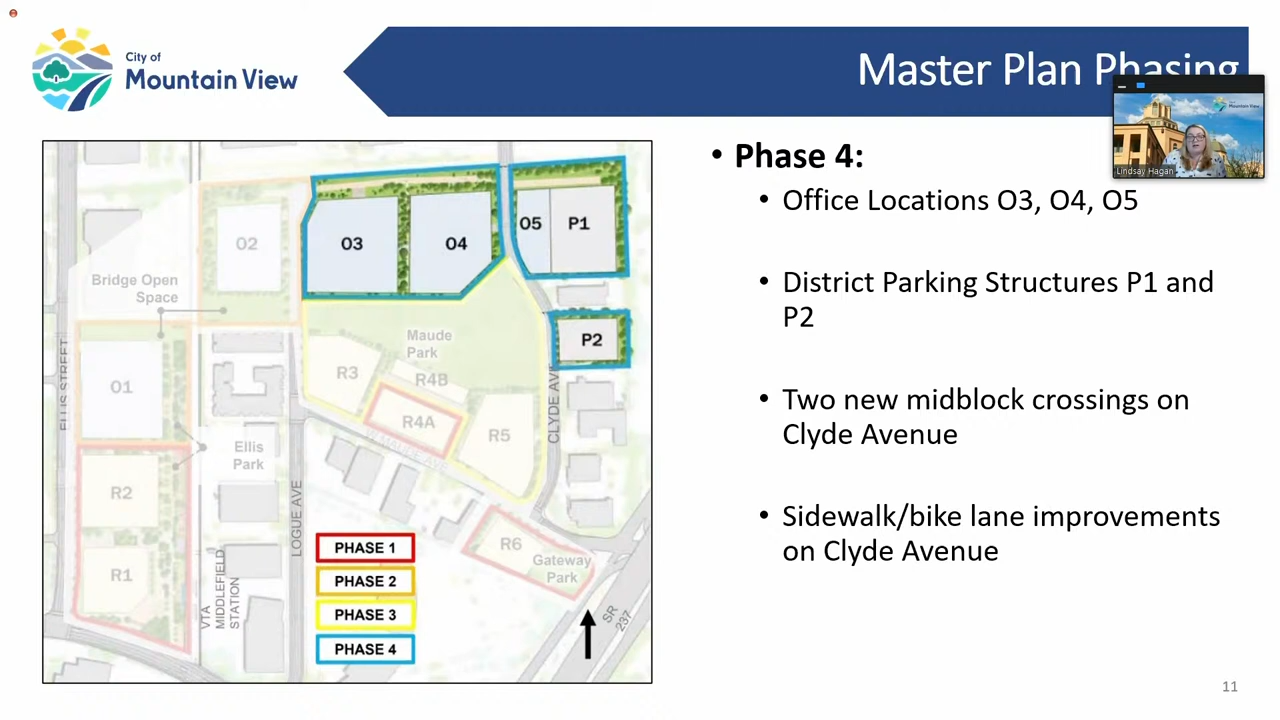 City of
Mountain View
Master Plan Phasing
Lindsay Hagan
• Phase 4:
• Office Locations O3, O4, O5
• District Parking Structures P1 and
P2
• Two new midblock crossings on
Clyde Avenue
• Sidewalk/bike lane improvements
on Clyde Avenue
O2
O3
O4
O5
P1
Bridge Open
Space
P2
Maude
Park
ELLIS STREET
O1
R3
R4B
R4A
R5
CLYDE AVE
W MAUDE AVE
Ellis
Park
R2
LOGUE AVE
R1
VTA
MIDDLEFIELD
STATION
R6
Gateway
Park
SR
237
PHASE 1
PHASE 2
PHASE 3
PHASE 4
11